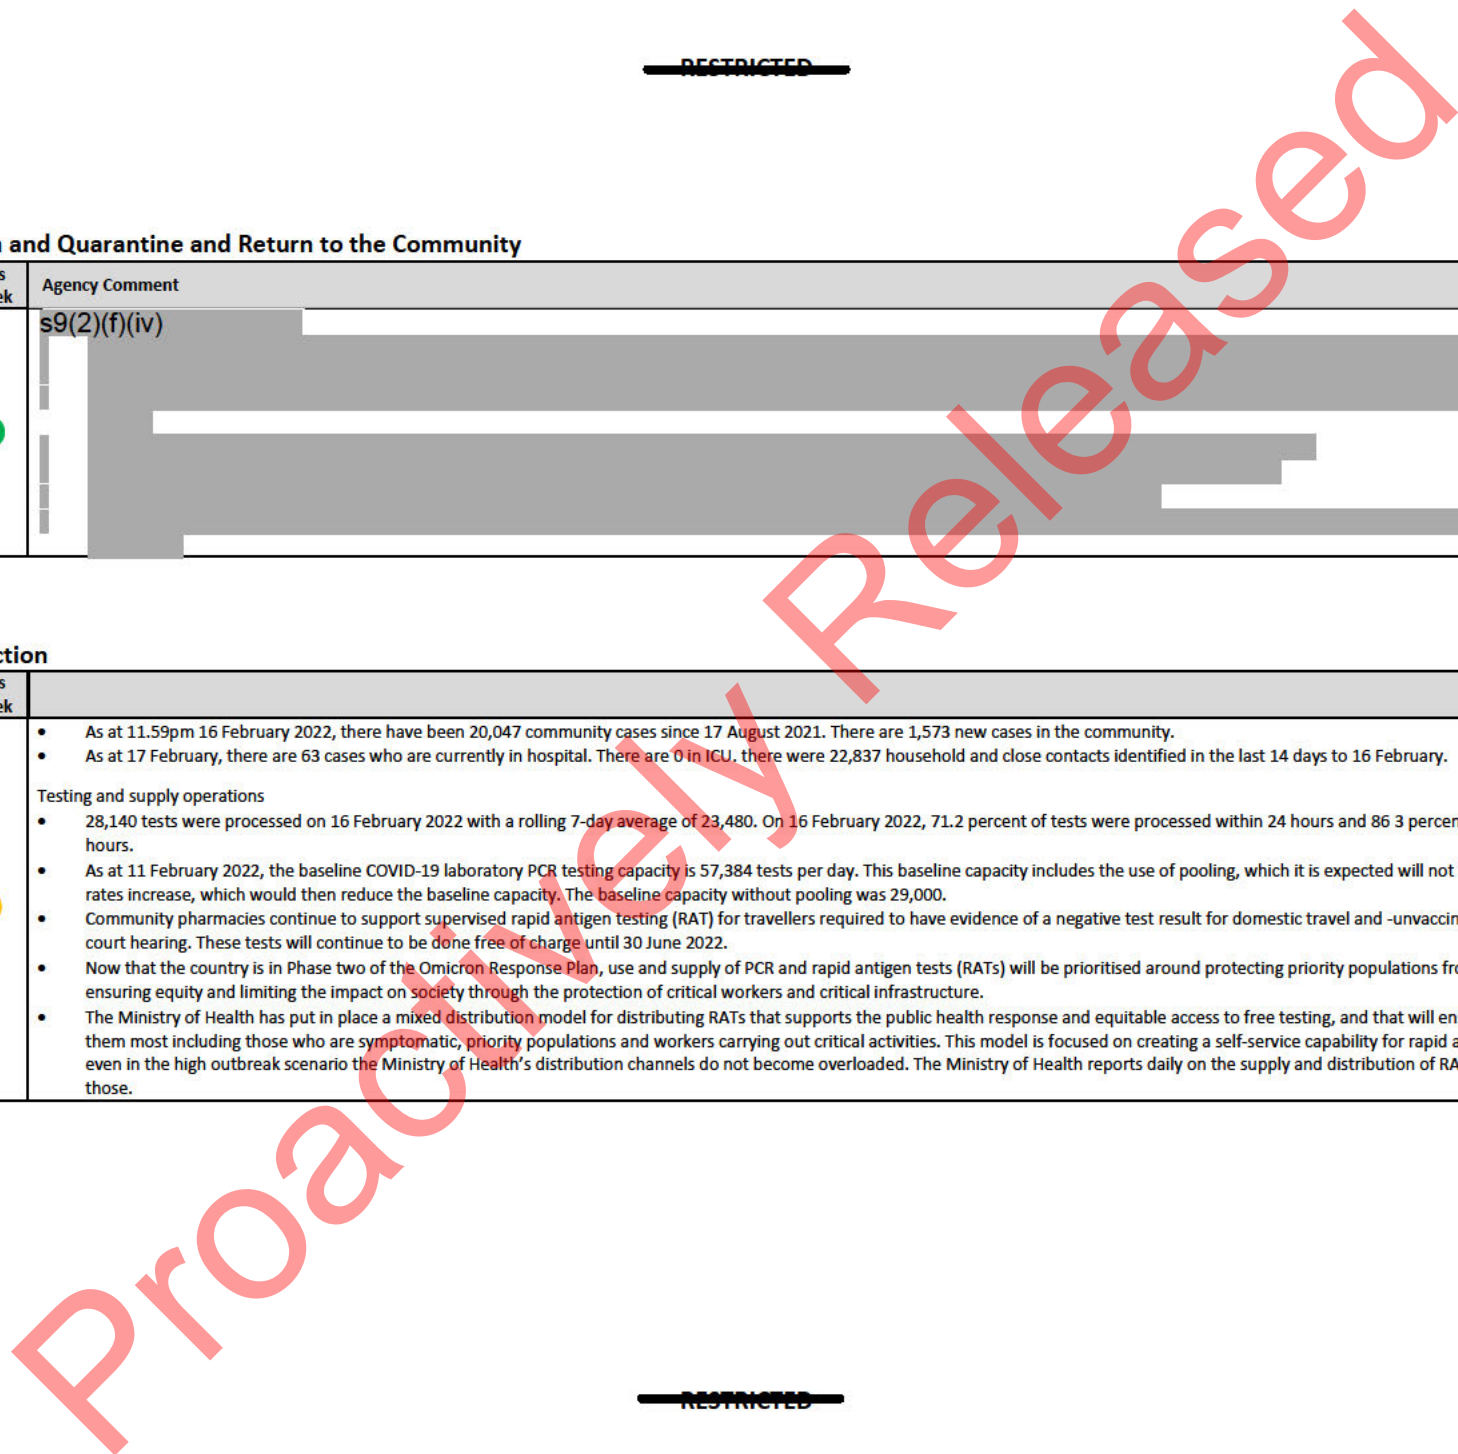 RESTRICTED
and Quarantine and Return to the Community
Agency Comment
s9(2)(f)(iv)
As at 11.59pm 16 February 2022, there have been 20,047 community cases since 17 August 2021. There are 1,573 new cases in the community.
As at 17 February, there are 63 cases who are currently in hospital. There are 0 in ICU. there were 22,837 household and close contacts identified in the last 14 days to 16 February.
Testing and supply operations
28,140 tests were processed on 16 February 2022 with a rolling 7-day average of 23,480. On 16 February 2022, 71.2 percent of tests were processed within 24 hours and 86 3 percen
hours.
As at 11 February 2022, the baseline COVID-19 laboratory PCR testing capacity is 57,384 tests per day. This baseline capacity includes the use of pooling, which it is expected will not
rates increase, which would then reduce the baseline capacity. The baseline capacity without pooling was 29,000.
Community pharmacies continue to support supervised rapid antigen testing (RAT) for travellers required to have evidence of a negative test result for domestic travel and -unvaccin
court hearing. These tests will continue to be done free of charge until 30 June 2022.
Now that the country is in Phase two of the Omicron Response Plan, use and supply of PCR and rapid antigen tests (RATs) will be prioritised around protecting priority populations fr
ensuring equity and limiting the impact on society through the protection of critical workers and critical infrastructure.
The Ministry of Health has put in place a mixed distribution model for distributing RATs that supports the public health response and equitable access to free testing, and that will en
them most including those who are symptomatic, priority populations and workers carrying out critical activities. This model is focused on creating a self-service capability for rapid a
even in the high outbreak scenario the Ministry of Health's distribution channels do not become overloaded. The Ministry of Health reports daily on the supply and distribution of RA
those.
Proactively Released
RESTRICTED